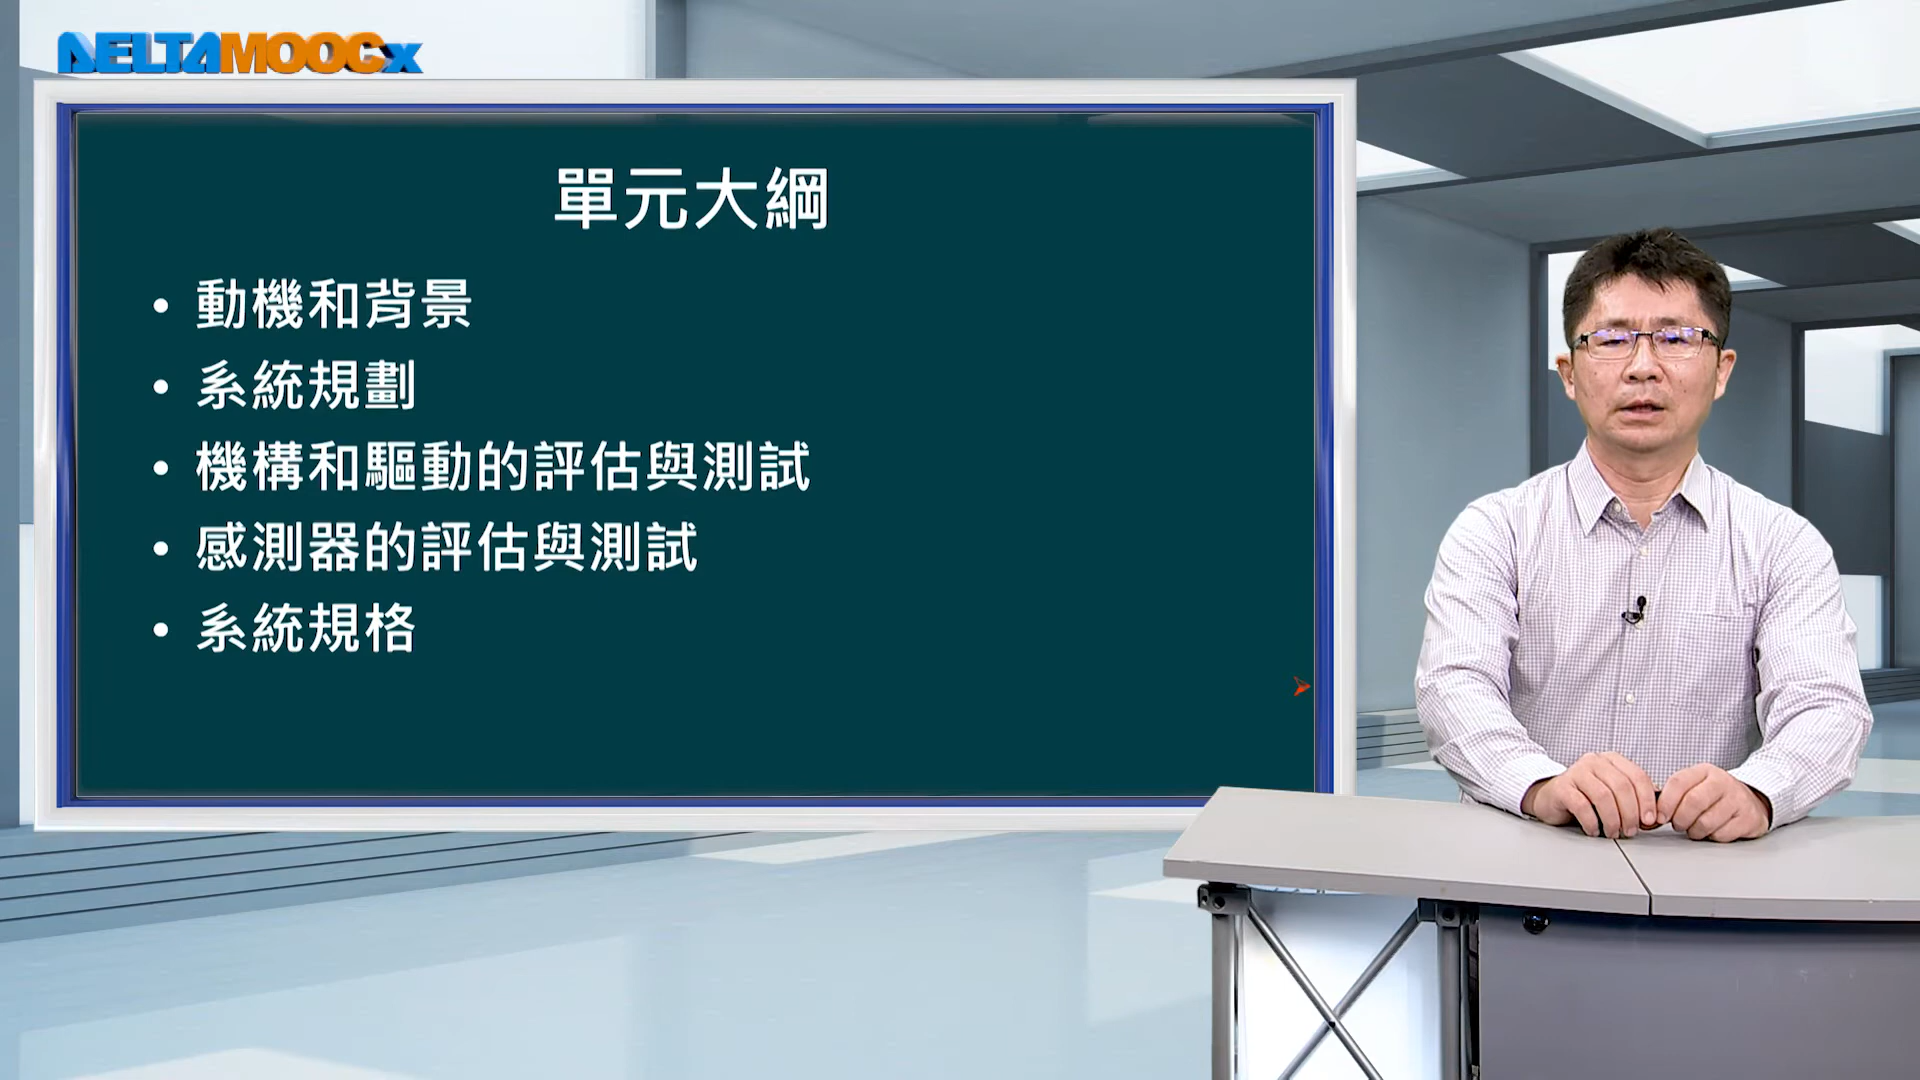 DELTAMOOCx
單元大綱
• 動機和背景
• 系統規劃
• 機構和驅動的評估與測試
• 感測器的評估與測試
• 系統規格